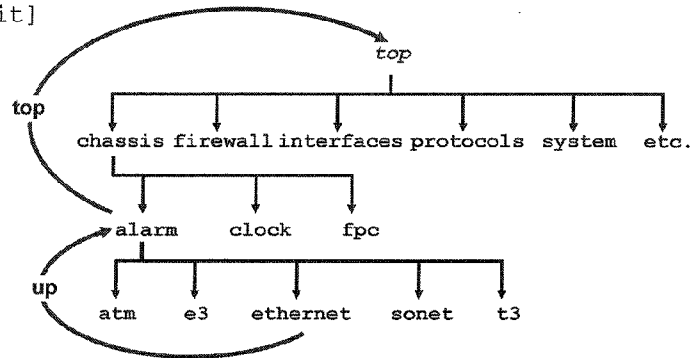 it]
top
top
chassis firewall interfaces protocols system etc.
alarm clock fpc
up
atm e3 ethernet sonet t3